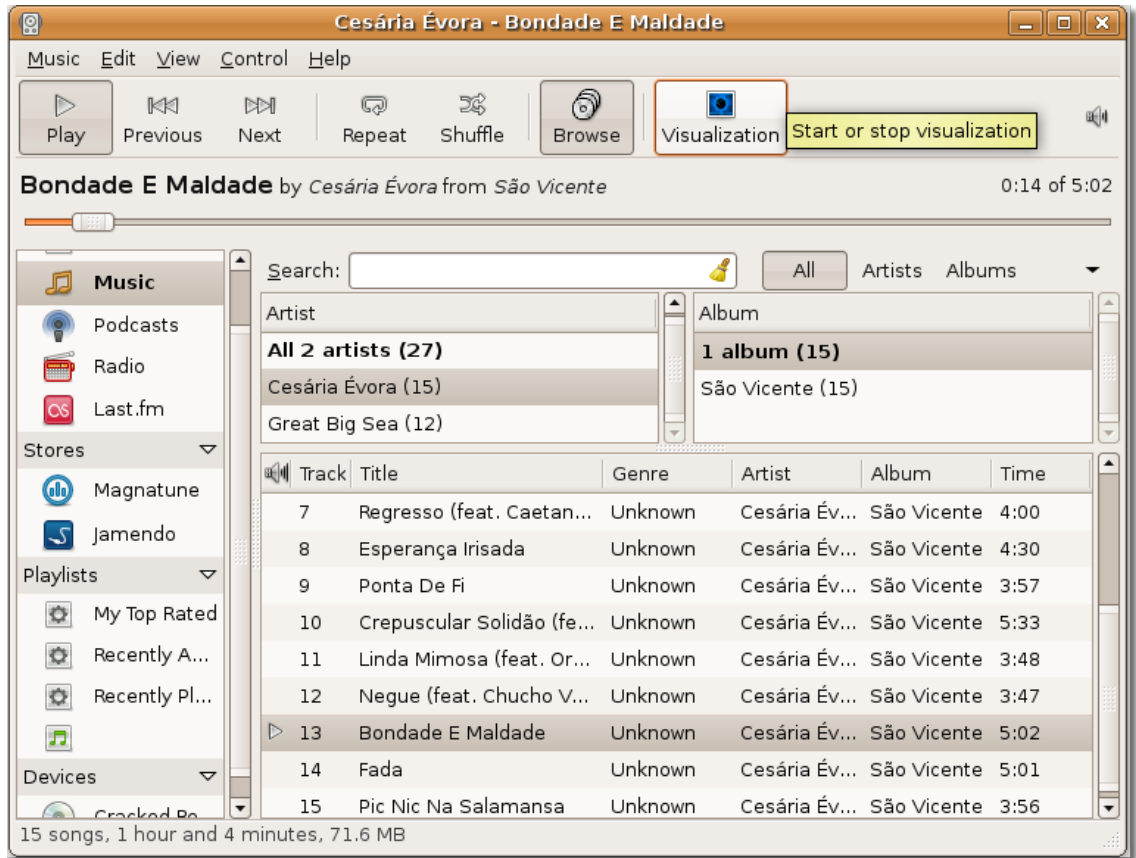 Cesária Évora - Bondade E Maldade
Music Edit View Control Help
Play Previous Next Repeat Shuffle Browse Visualization
Start or stop visualization
Bondade E Maldade by Cesária Évora from São Vicente 0:14 of 5:02
Music
Podcasts
Radio
Last.fm
Stores
Magnatune
Jamendo
Playlists
My Top Rated
Recently A...
Recently Pl...
Devices
Search: All Artists Albums
Artist
All 2 artists (27)
Cesária Évora (15)
Great Big Sea (12)
Album
1 album (15)
São Vicente (15)
Track Title Genre Artist Album Time
7 Regresso (feat. Caetan... Unknown Cesária Év... São Vicente 4:00
8 Esperança Irisada Unknown Cesária Év... São Vicente 4:30
9 Ponta De Fi Unknown Cesária Év... São Vicente 3:57
10 Crepuscular Solidão (fe... Unknown Cesária Év... São Vicente 5:33
11 Linda Mimosa (feat. Or... Unknown Cesária Év... São Vicente 3:48
12 Negue (feat. Chucho V... Unknown Cesária Év... São Vicente 3:47
13 Bondade E Maldade Unknown Cesária Év... São Vicente 5:02
14 Fada Unknown Cesária Év... São Vicente 5:01
15 Pic Nic Na Salamansa Unknown Cesária Év... São Vicente 3:56
15 songs, 1 hour and 4 minutes, 71.6 MB